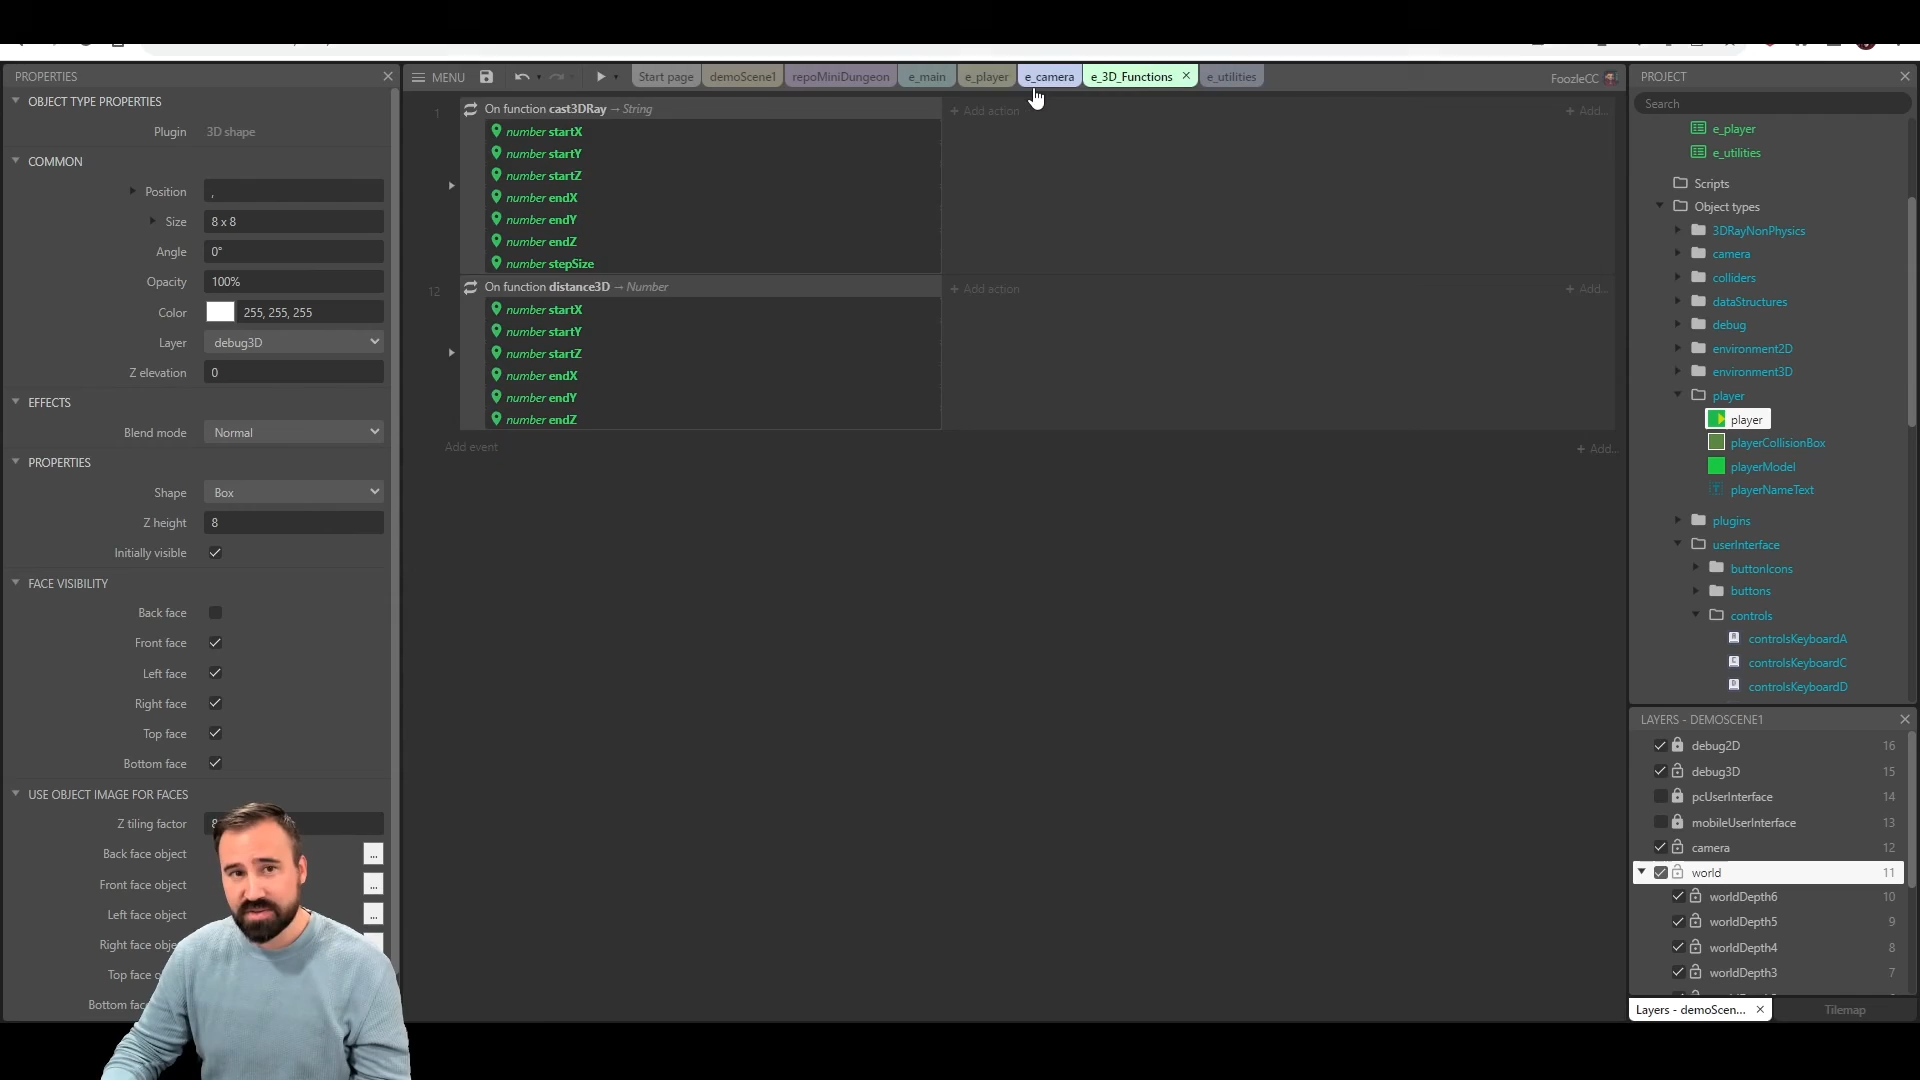 PROPERTIES
OBJECT TYPE PROPERTIES
Plugin 3D shape
COMMON
Position ,
Size 8 x 8
Angle 0°
Opacity 100%
Color 255, 255, 255
Layer debug3D
Z elevation 0
EFFECTS
Blend mode Normal
PROPERTIES
Shape Box
Z height 8
Initially visible
FACE VISIBILITY
Back face
Front face
Left face
Right face
Top face
Bottom face
USE OBJECT IMAGE FOR FACES
Z tiling factor 8
Back face object ...
Front face object ...
Left face object ...
Right face
Top face
MENU
Start page
demoScene1
repoMiniDungeon
e_main
e_player
e_camera
e_3D_Functions
e_utilities
FoozleCC
1
On function cast3DRay → String
number startX
number startY
number startZ
number endX
number endY
number endZ
number stepSize
+ Add action
+ Add...
12
On function distance3D → Number
number startX
number startY
number startZ
number endX
number endY
number endZ
+ Add action
+ Add...
Add event
+ Add...
PROJECT
Search
e_player
e_utilities
Scripts
Object types
3DRayNonPhysics
camera
colliders
dataStructures
debug
environment2D
environment3D
player
player
playerCollisionBox
playerModel
playerNameText
plugins
userInterface
buttonIcons
buttons
controls
controlsKeyboardA
controlsKeyboardC
controlsKeyboardD
LAYERS - DEMOSCENE1
debug2D 16
debug3D 15
pcUserInterface 14
mobileUserInterface 13
camera 12
world 11
worldDepth6 10
worldDepth5 9
worldDepth4 8
worldDepth3 7
Layers - demoScen...
Tilemap